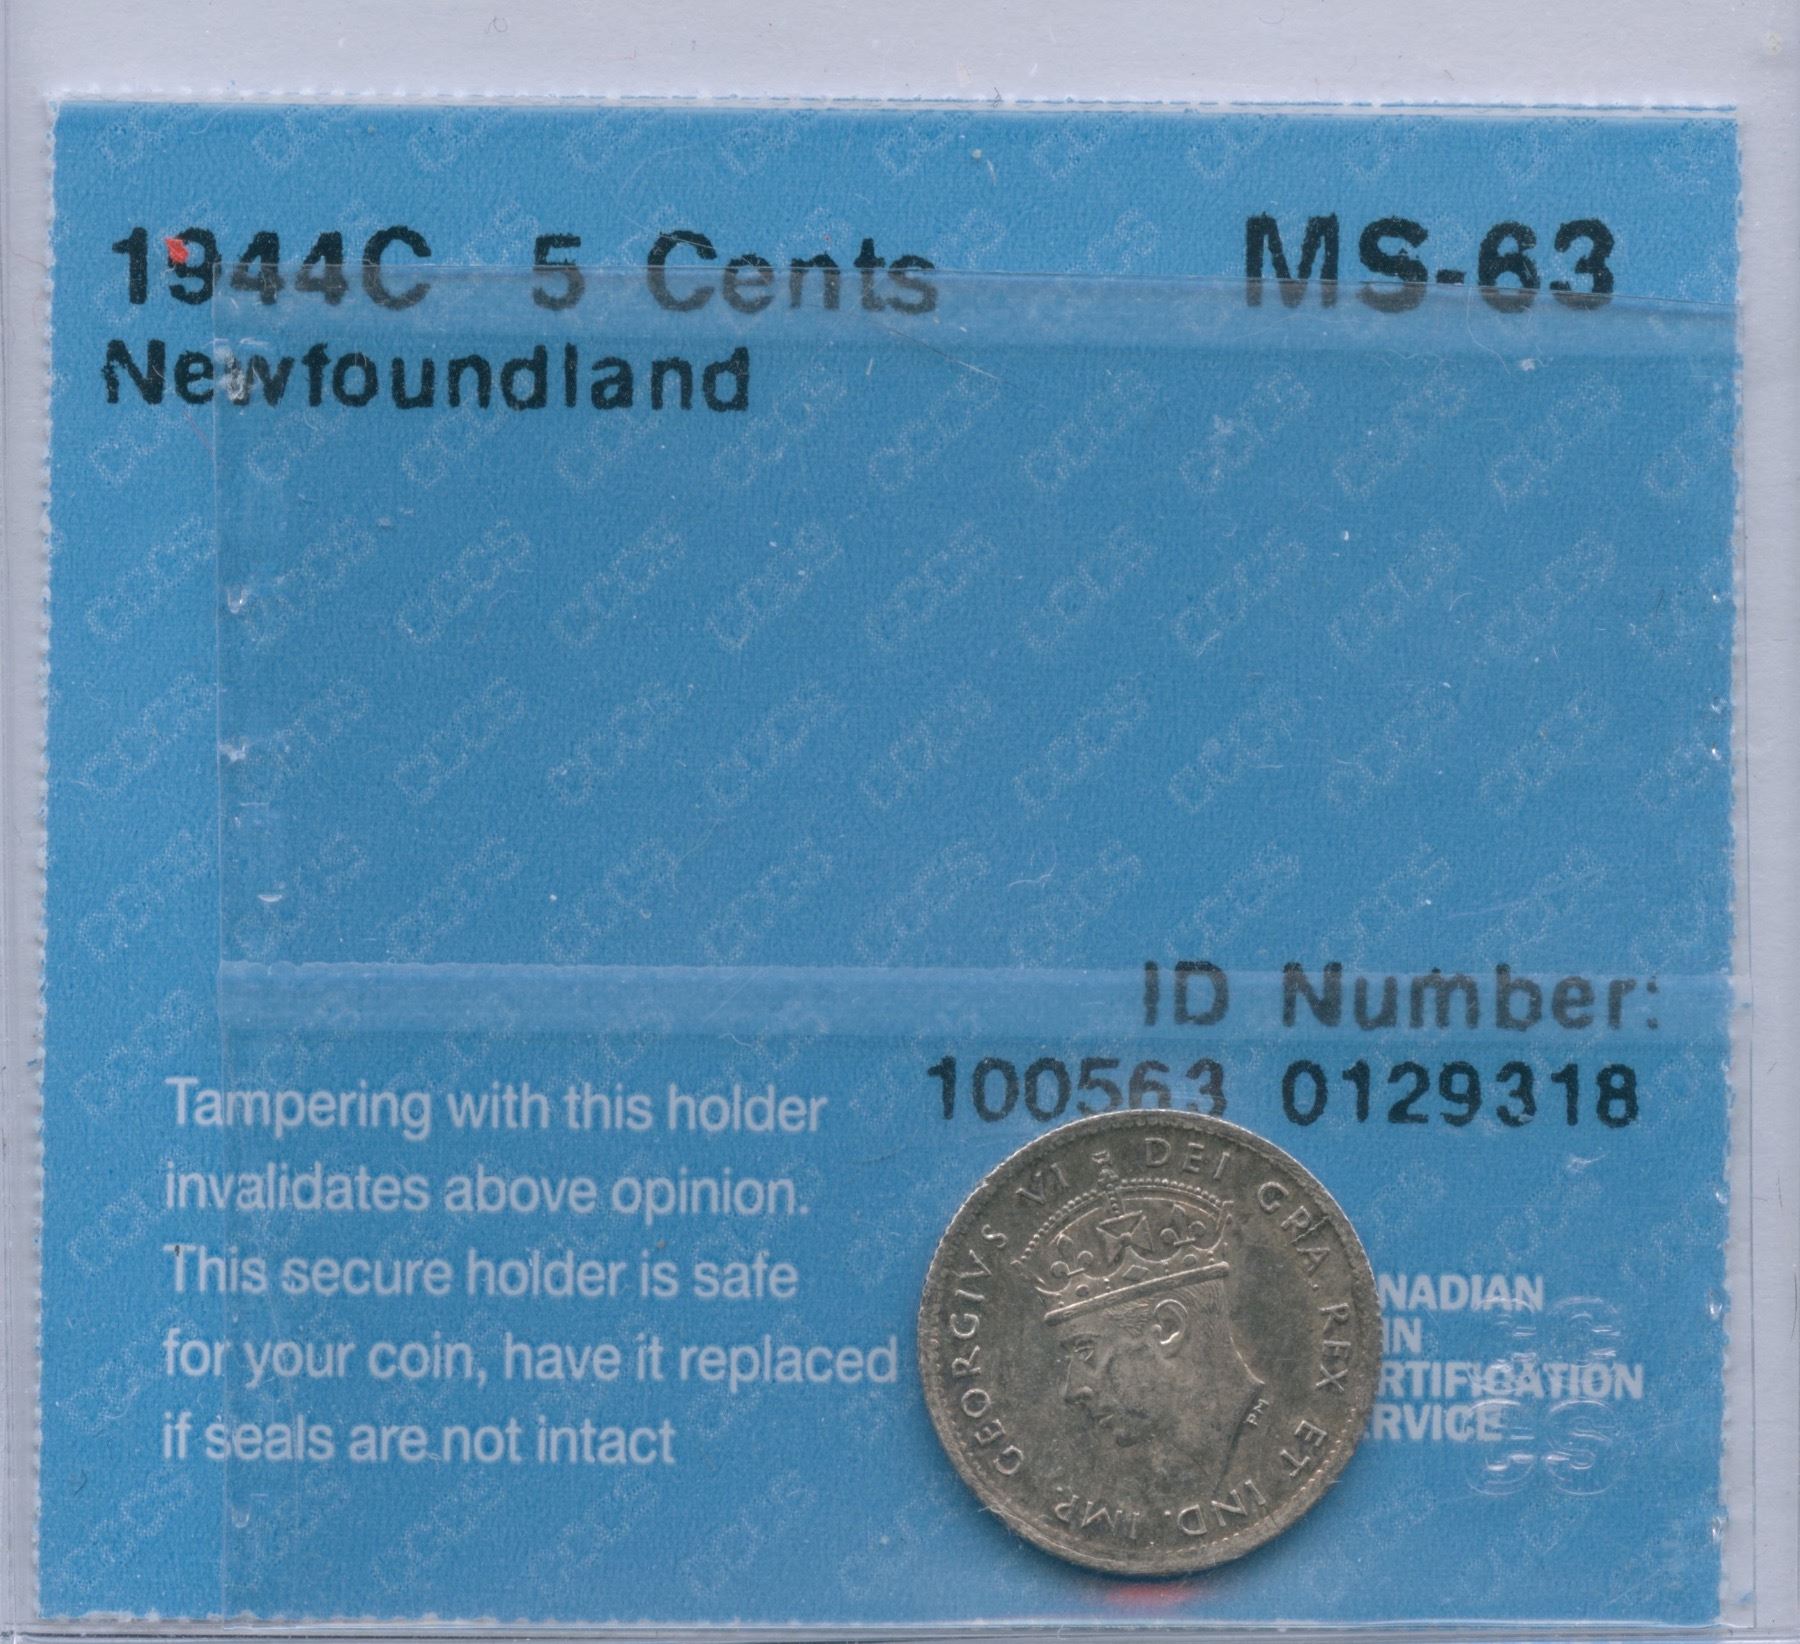 1944C 5 Cents MS-63
Newfoundland
ID Number:
100563 0129318
Tampering with this holder
invalidates above opinion.
This secure holder is safe
for your coin, have it replaced
if seals are not intact
NADIAN
IN
RTIFICATION
RVICE
GEORGIVS VI DEI GRA. REX ET IND. IMP.
PM
CCCS